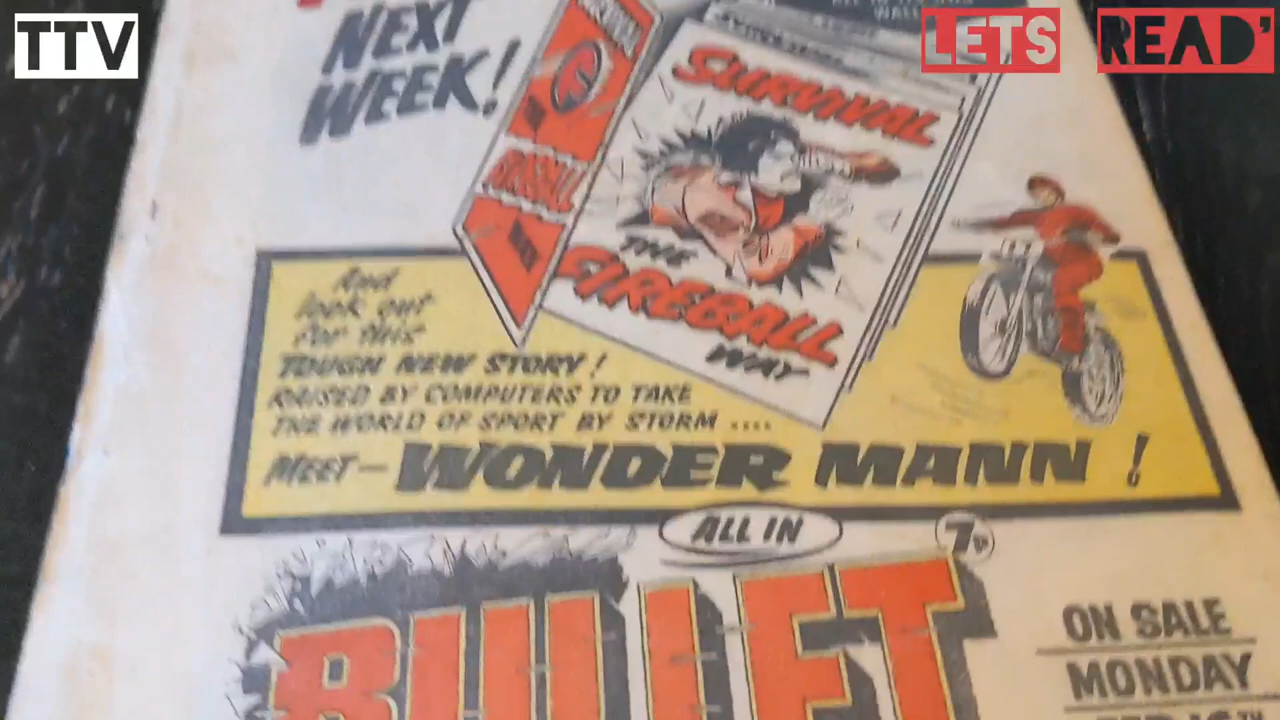 TTV
LETS READ'
NEXT
WEEK!
SURVIVAL
THE
FIREBALL
WAY
FIREBALL
And
look out
for this
TOUGH NEW STORY!
RAISED BY COMPUTERS TO TAKE
THE WORLD OF SPORT BY STORM ....
MEET— WONDER MANN!
ALL IN
7P
BULLET
ON SALE
MONDAY